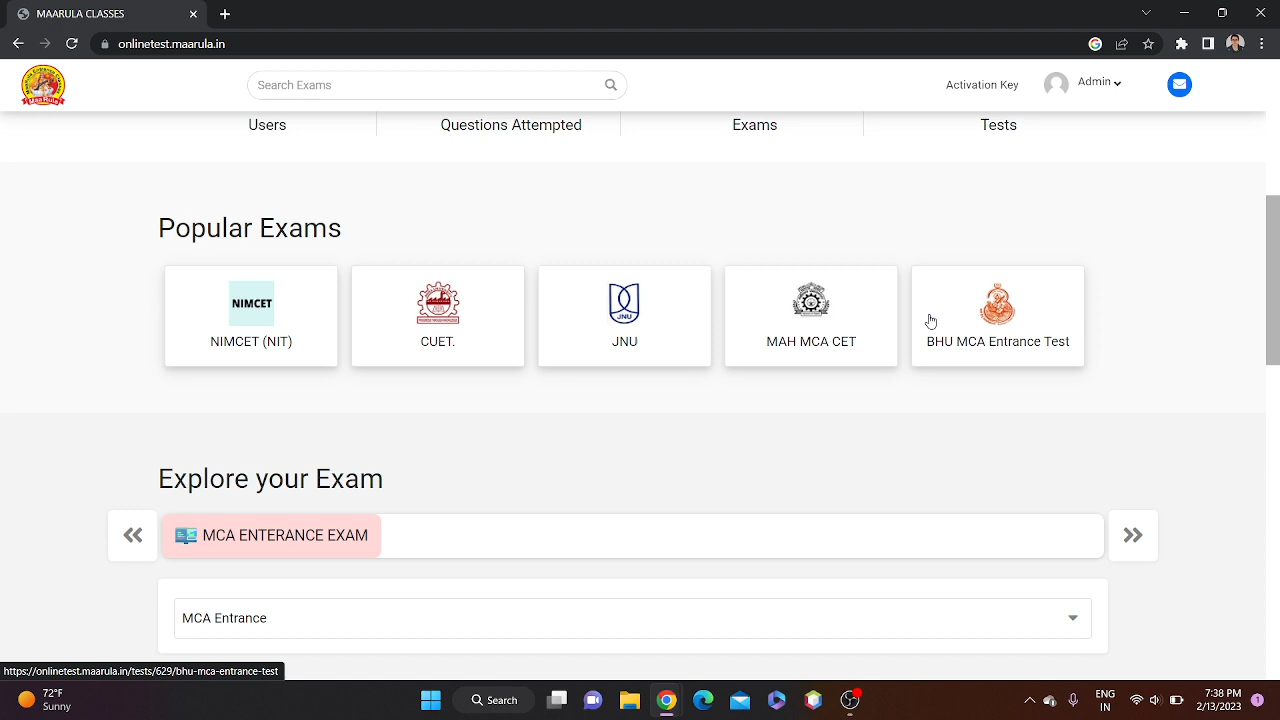 MAARULA CLASSES
onlinetest.maarula.in
Search Exams
Activation Key
Admin
Users
Questions Attempted
Exams
Tests
Popular Exams
NIMCET
NIMCET (NIT)
CUET.
JNU
JNU
MAH MCA CET
BHU MCA Entrance Test
Explore your Exam
MCA ENTERANCE EXAM
MCA Entrance
https://onlinetest.maarula.in/tests/629/bhu-mca-entrance-test
72°F
Sunny
Search
ENG
IN
7:38 PM
2/13/2023
1